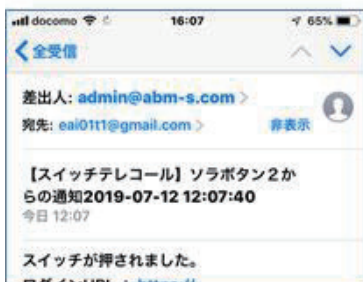 docomo 16:07 65%
全受信
差出人: admin@abm-s.com
宛先: eai01t1@gmail.com 非表示
【スイッチテレコール】ソラボタン2か
らの通知2019-07-12 12:07:40
今日 12:07
スイッチが押されました。